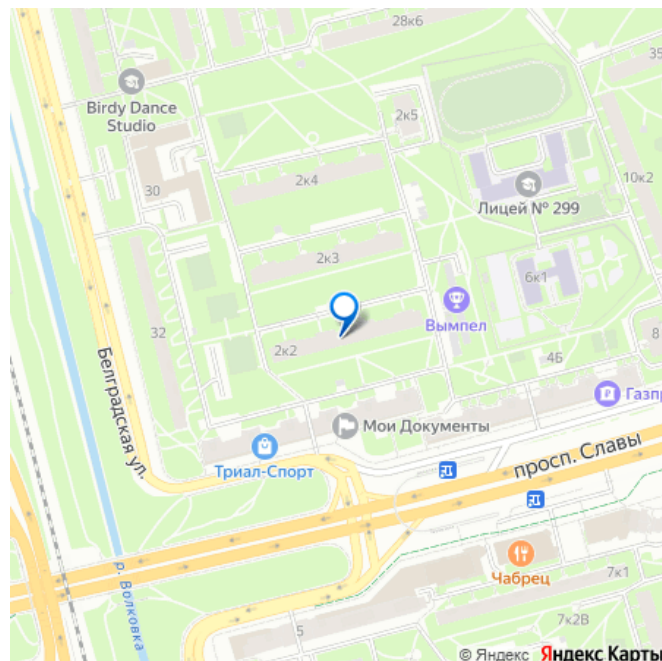 28к6
35
Birdy Dance
Studio
2к5
30
2к4
10к2
Лицей № 299
2к3
6к1
Вымпел
32
2к2
8
4Б
Белградская ул.
Газпр
Мои Документы
Триал-Спорт
просп. Славы
Чабрец
7к1
р. Волковка
5
7к2В
© Яндекс Яндекс Карты